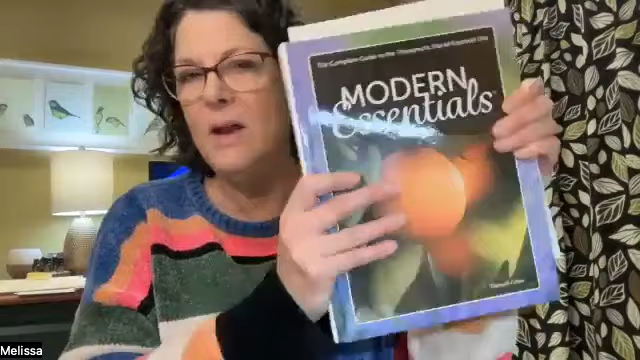 The Complete Guide to the Therapeutic Use of Essential Oils
MODERN
Essentials
Melissa